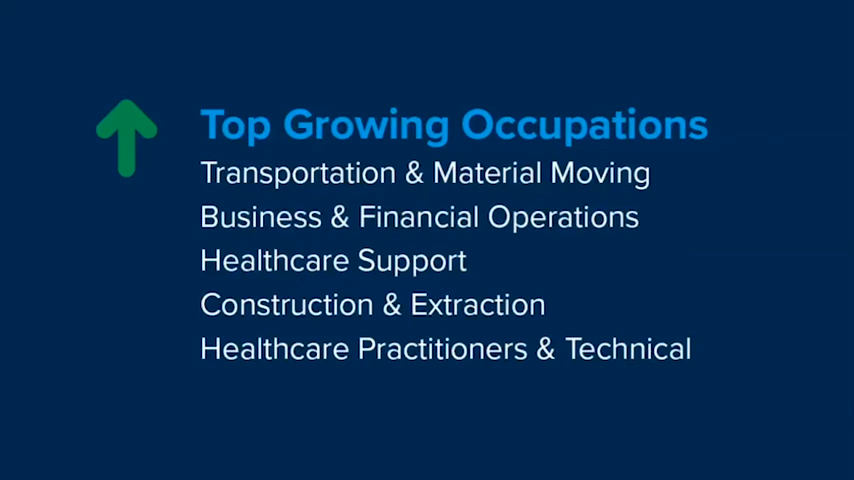 Top Growing Occupations
Transportation & Material Moving
Business & Financial Operations
Healthcare Support
Construction & Extraction
Healthcare Practitioners & Technical